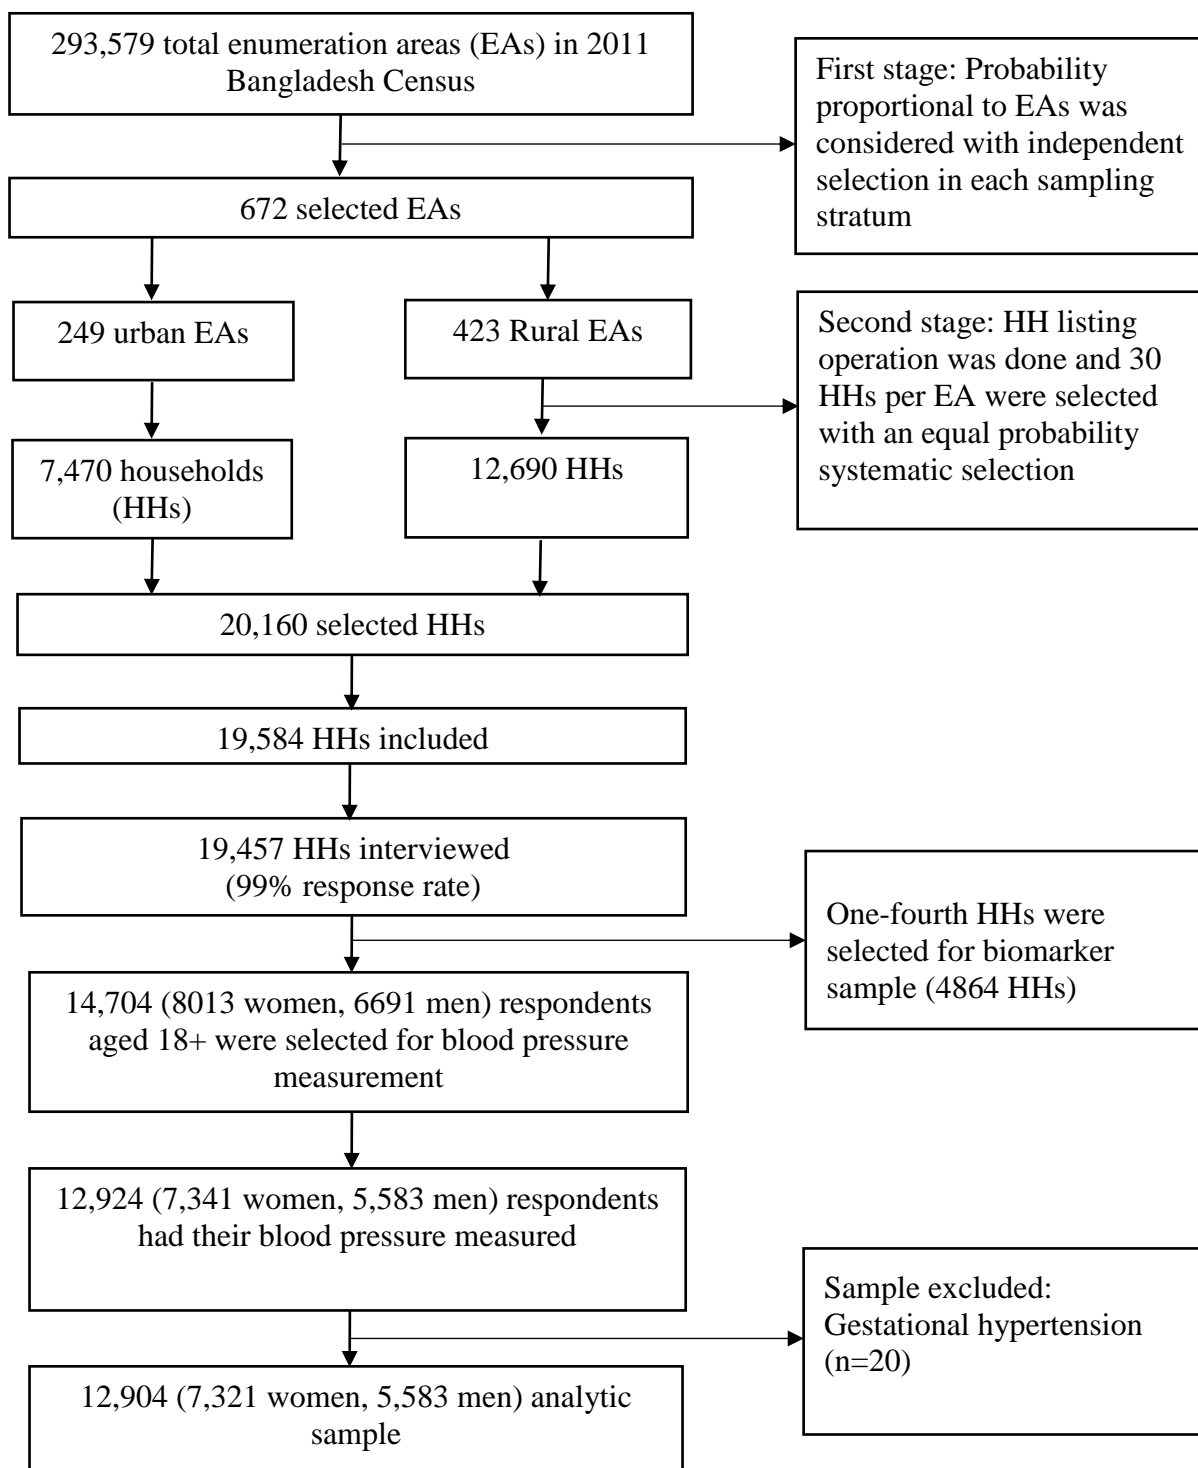 293,579 total enumeration areas (EAs) in 2011
Bangladesh Census
First stage: Probability
proportional to EAs was
considered with independent
selection in each sampling
stratum
672 selected EAs
249 urban EAs
423 Rural EAs
Second stage: HH listing
operation was done and 30
HHs per EA were selected
with an equal probability
systematic selection
7,470 households
(HHs)
12,690 HHs
20,160 selected HHs
19,584 HHs included
19,457 HHs interviewed
(99% response rate)
One-fourth HHs were
selected for biomarker
sample (4864 HHs)
14,704 (8013 women, 6691 men) respondents
aged 18+ were selected for blood pressure
measurement
12,924 (7,341 women, 5,583 men) respondents
had their blood pressure measured
Sample excluded:
Gestational hypertension
(n=20)
12,904 (7,321 women, 5,583 men) analytic
sample